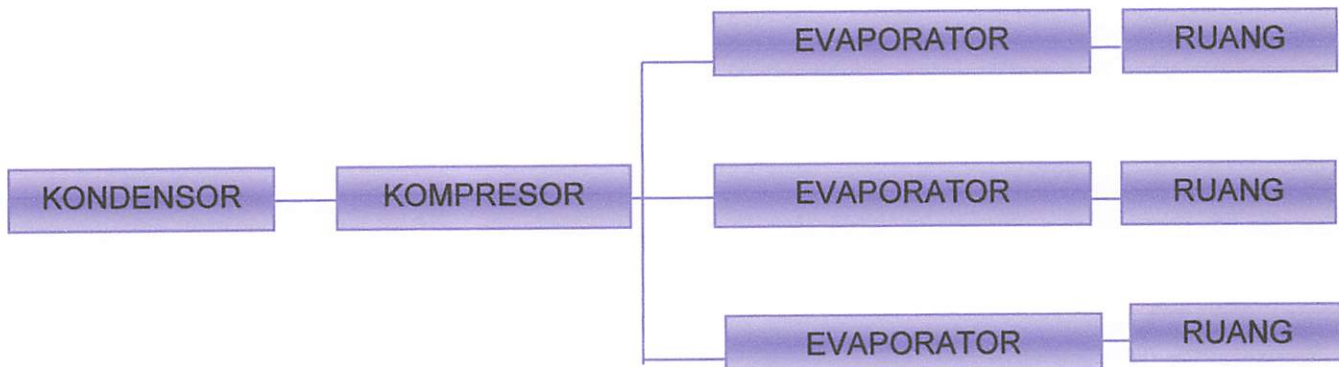 EVAPORATOR
RUANG
KONDENSOR
KOMPRESOR
EVAPORATOR
RUANG
EVAPORATOR
RUANG